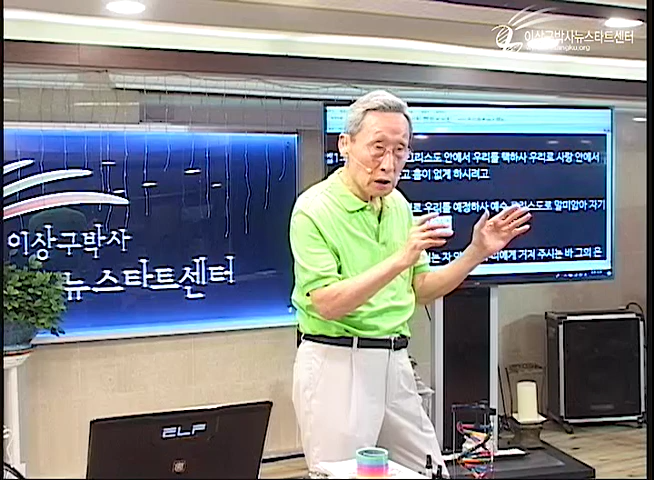 이상구박사뉴스타트센터
그리스도 안에서 우리를 택하사 우리로 사랑 안에서
고 흠이 없게 하시려고
로 우리를 예정하사 예수 그리스도로 말미암아 자기
에게 거저 주시는 바 그의 은
이상구박사
뉴스타트센터
ELF